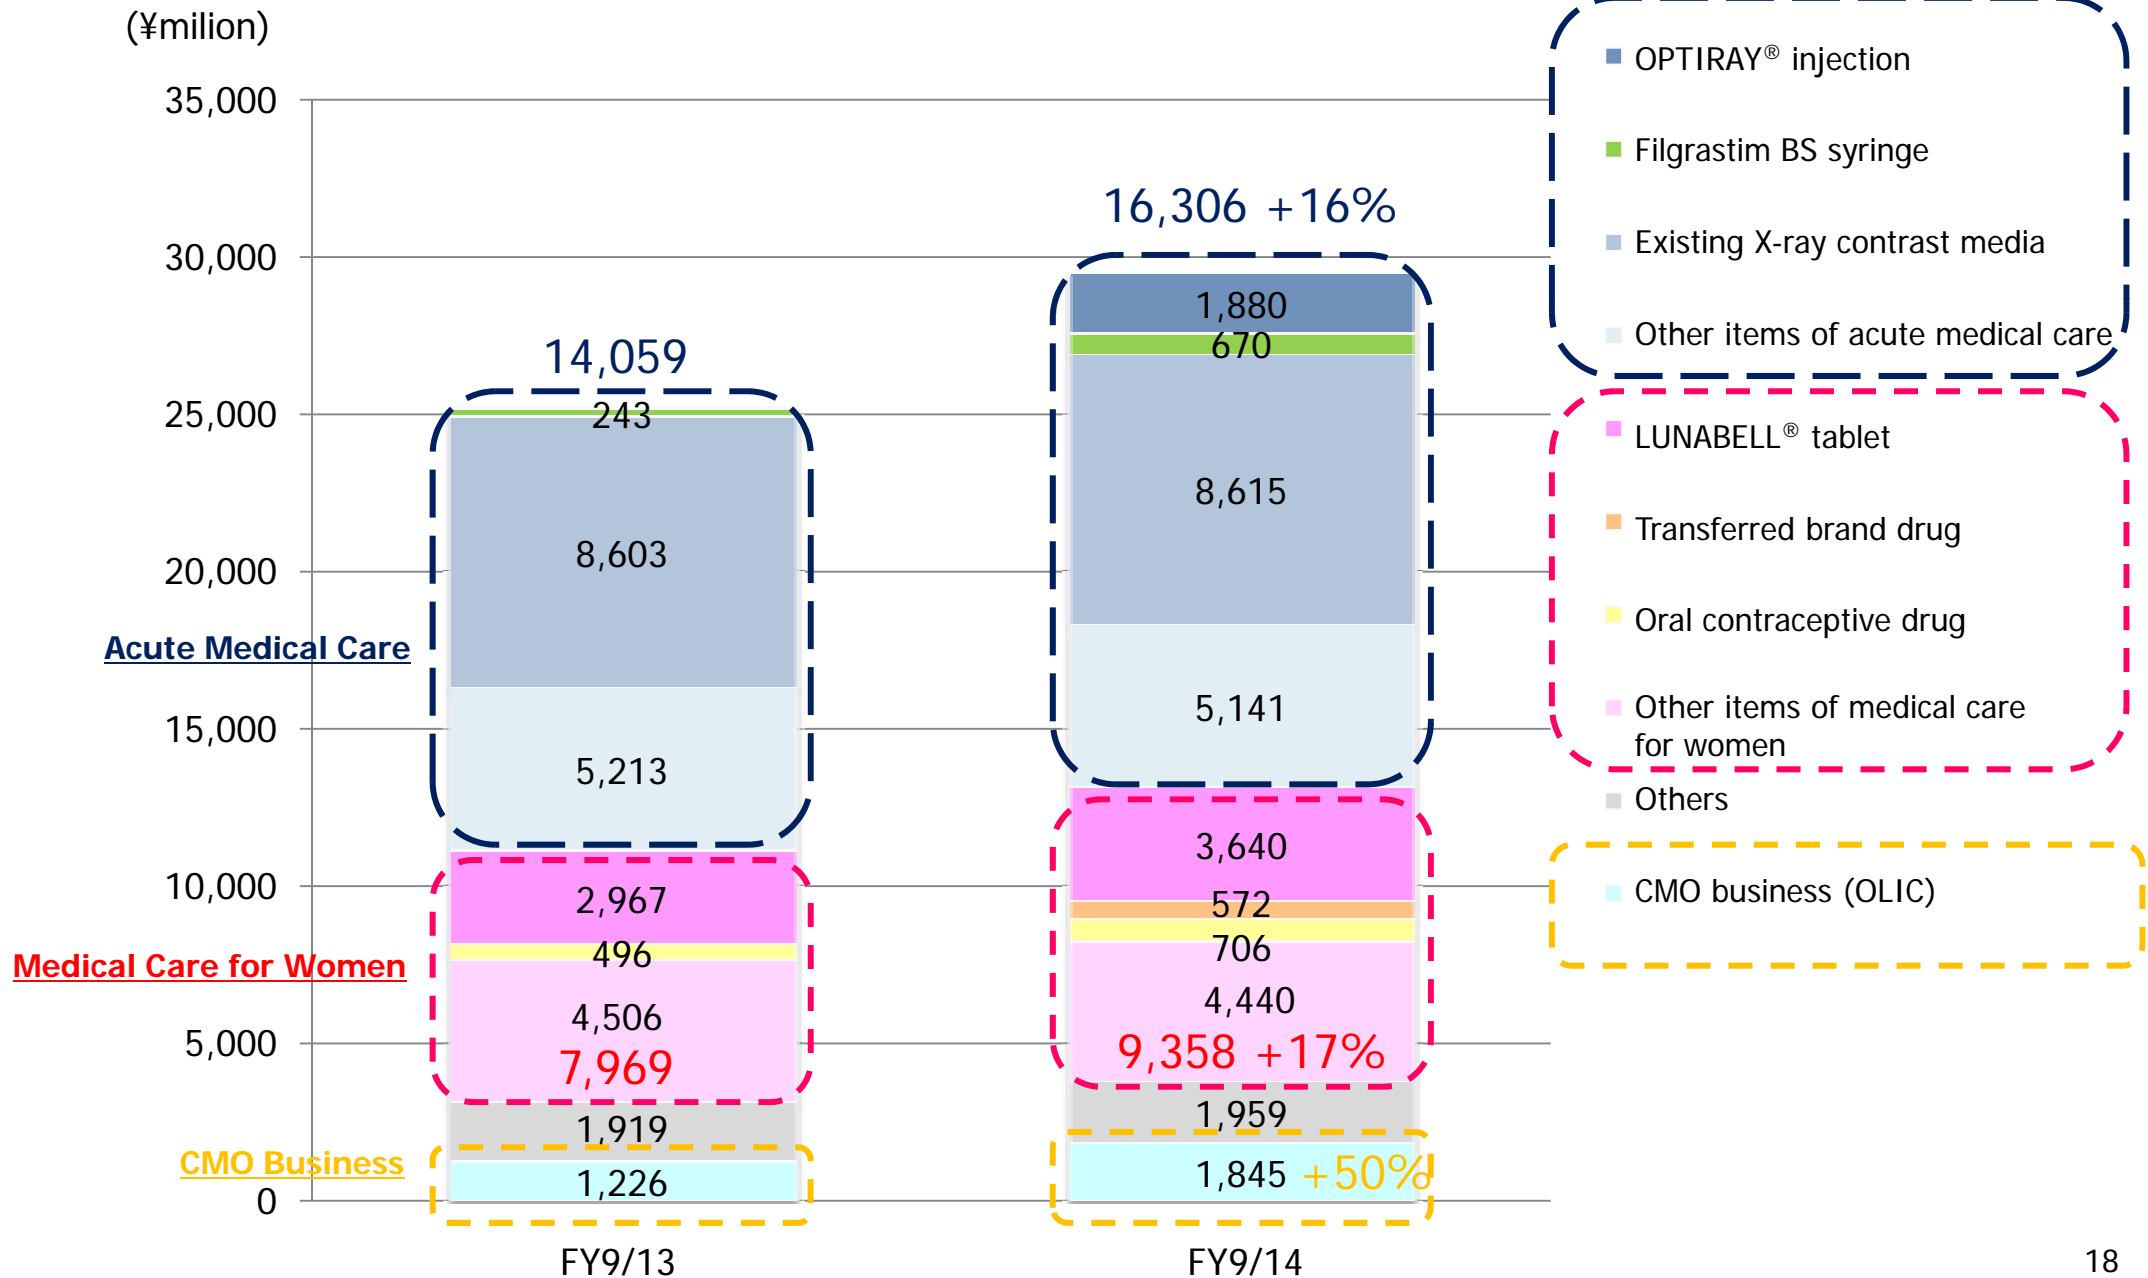 (¥milion)
35,000
30,000
25,000
20,000
15,000
10,000
5,000
0
Acute Medical Care
Medical Care for Women
CMO Business
14,059
243
8,603
5,213
2,967
496
4,506
7,969
1,919
1,226
FY9/13
16,306 +16%
1,880
670
8,615
5,141
3,640
572
706
4,440
9,358 +17%
1,959
1,845 +50%
FY9/14
OPTIRAY® injection
Filgrastim BS syringe
Existing X-ray contrast media
Other items of acute medical care
LUNABELL® tablet
Transferred brand drug
Oral contraceptive drug
Other items of medical care
for women
Others
CMO business (OLIC)
18